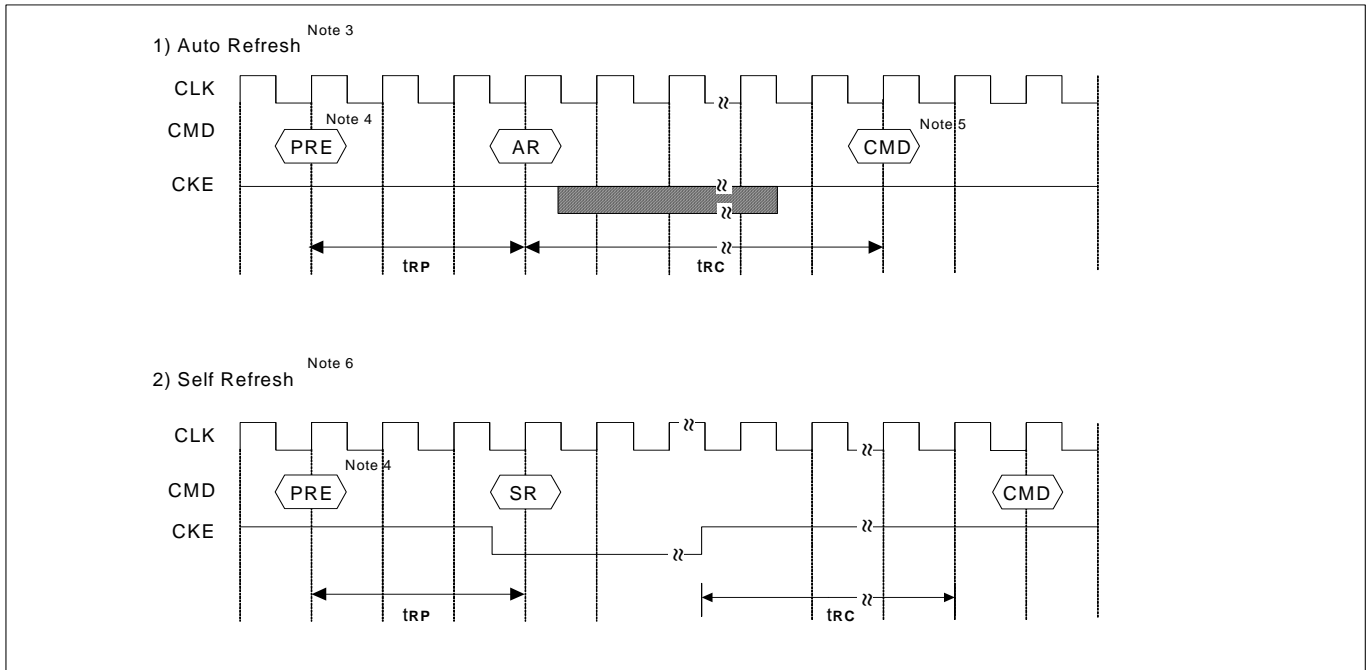 1) Auto Refresh Note 3
CLK
CMD
PRE Note 4
AR
CMD Note 5
CKE
tRP
tRC
2) Self Refresh Note 6
CLK
CMD
PRE Note 4
SR
CMD
CKE
tRP
tRC